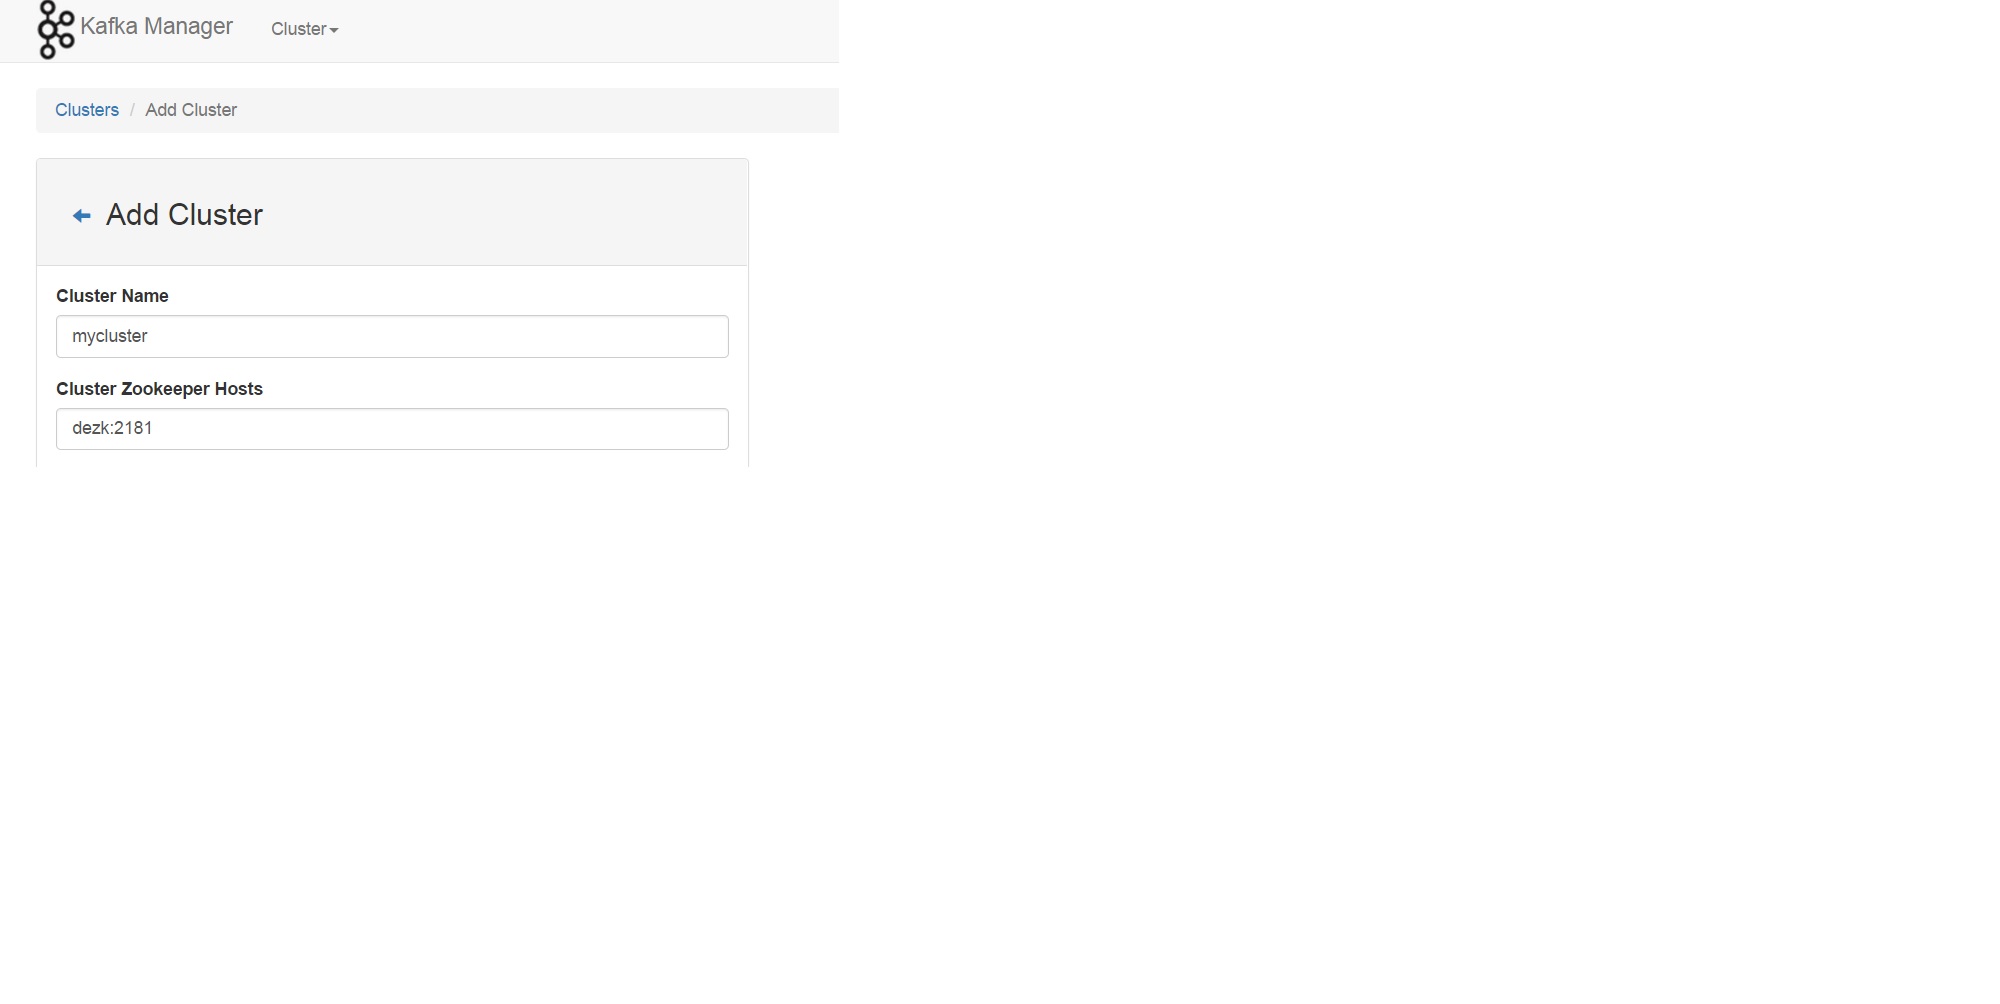 Kafka Manager Cluster
Clusters / Add Cluster
Add Cluster
Cluster Name
mycluster
Cluster Zookeeper Hosts
dezk:2181